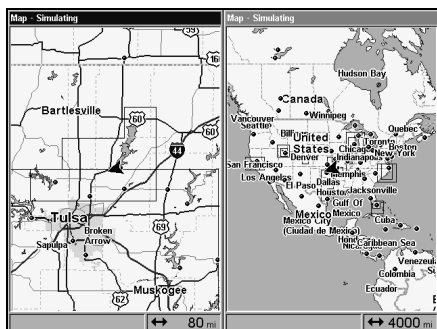 Map - Simulating
59
16
Bartlesville
60
60
44
Tulsa
Broken
Arrow
Sapulpa
69
62
Muskogee
80 mi
Map - Simulating
Hudson Bay
Canada
Winnipeg
Vancouver
Seattle
Quebec
Bill
United
States
Toronto
Boston
Chicago
New York
Denver
Indianapolis
San Francisco
Memphis
Los Angeles
Dallas
El Paso
Jacksonville
Houston
Gulf Of
Mexico
Mexico
Mexico City
(Ciudad de Mexico)
Cuba
Caribbean Sea
Venezuela
Colombia
Ecuador
4000 mi